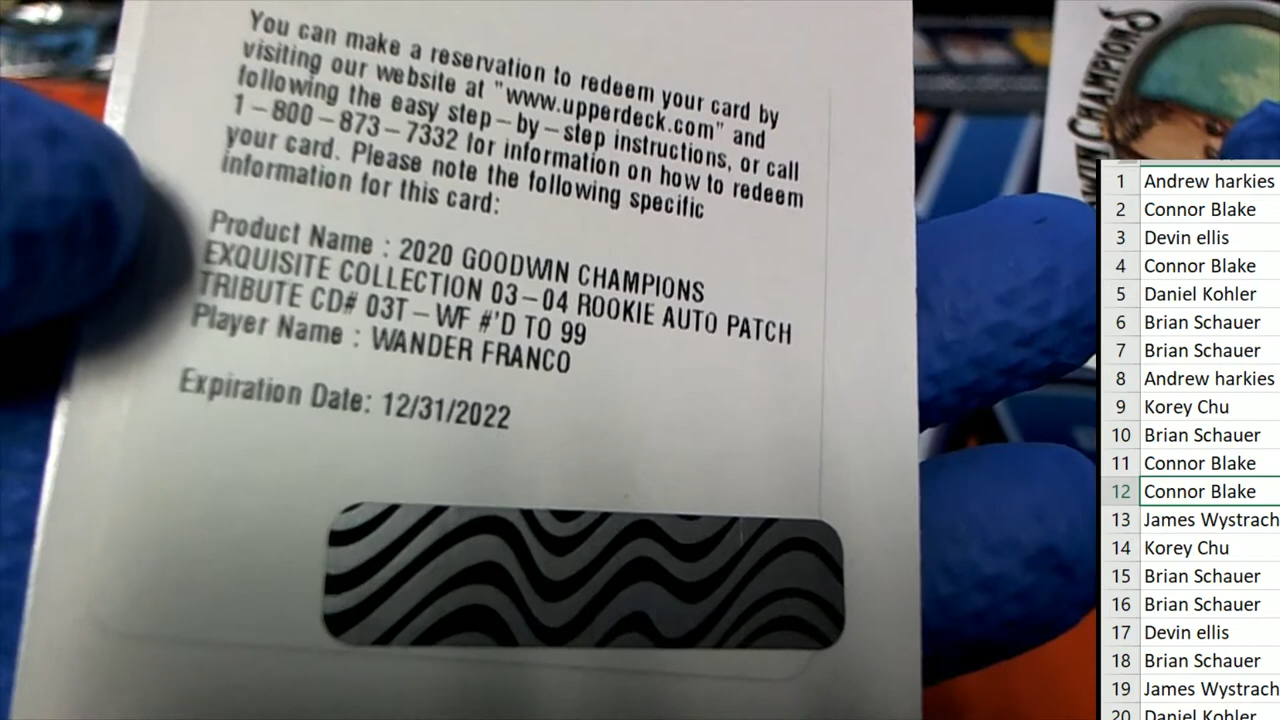 You can make a reservation to redeem your card by
visiting our website at "www.upperdeck.com" and
following the easy step–by–step instructions, or call
1–800–873–7332 for information on how to redeem
your card. Please note the following specific
information for this card:
Product Name : 2020 GOODWIN CHAMPIONS
EXQUISITE COLLECTION 03–04 ROOKIE AUTO PATCH
TRIBUTE CD# 03T–WF #'D TO 99
Player Name : WANDER FRANCO
Expiration Date: 12/31/2022
CHAMPIONS
1 Andrew harkies
2 Connor Blake
3 Devin ellis
4 Connor Blake
5 Daniel Kohler
6 Brian Schauer
7 Brian Schauer
8 Andrew harkies
9 Korey Chu
10 Brian Schauer
11 Connor Blake
12 Connor Blake
13 James Wystrach
14 Korey Chu
15 Brian Schauer
16 Brian Schauer
17 Devin ellis
18 Brian Schauer
19 James Wystrach
20 Daniel Kohler